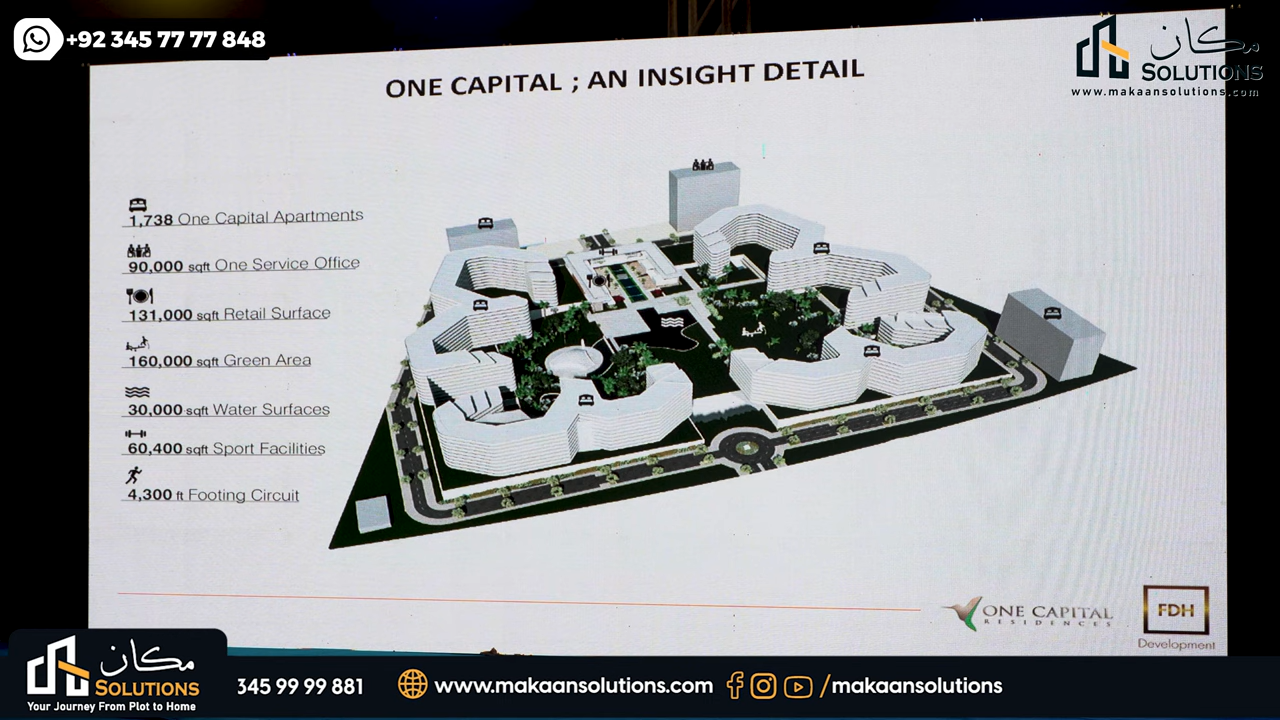 +92 345 77 77 848
مكان
SOLUTIONS
www.makaansolutions.com
ONE CAPITAL ; AN INSIGHT DETAIL
1,738 One Capital Apartments
90,000 sqft One Service Office
131,000 sqft Retail Surface
160,000 sqft Green Area
30,000 sqft Water Surfaces
60,400 sqft Sport Facilities
4,300 ft Footing Circuit
ONE CAPITAL
RESIDENCES
FDH
Development
مكان
SOLUTIONS
Your Journey From Plot to Home
345 99 99 881
www.makaansolutions.com
/makaansolutions